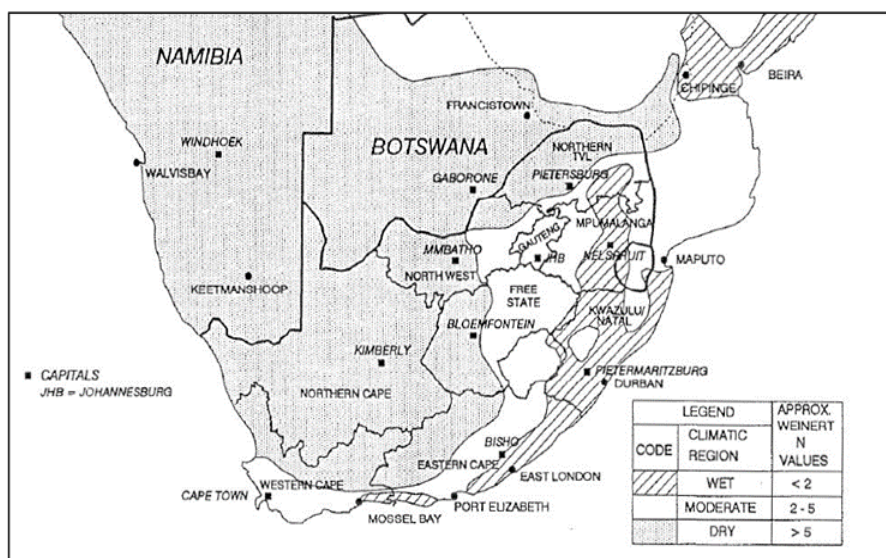 NAMIBIA
WINDHOEK
WALVISBAY
KEETMANSHOOP
BOTSWANA
FRANCISTOWN
GABORONE
CHIPINGE
BEIRA
NORTHERN
TVL
PIETERSBURG
MPUMALANGA
GAUTENG
JHB
NELSPRUIT
MAPUTO
MMBATHO
NORTH WEST
FREE
STATE
BLOEMFONTEIN
KWAZULU/
NATAL
KIMBERLY
NORTHERN CAPE
PIETERMARITZBURG
DURBAN
BISHO
EASTERN CAPE
EAST LONDON
WESTERN CAPE
CAPE TOWN
PORT ELIZABETH
MOSSEL BAY
CAPITALS
JHB = JOHANNESBURG
LEGEND
APPROX.
WEINERT
N
VALUES
CODE
CLIMATIC
REGION
WET
< 2
MODERATE
2 - 5
DRY
> 5